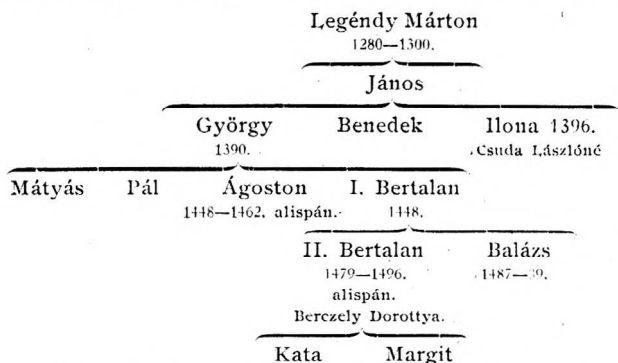 Legéndy Márton
1280—1300.
János
György Benedek Ilona 1396.
1390. Csuda Lászlóné
Mátyás Pál Ágoston I. Bertalan
1448—1462. alispán. 1448.
II. Bertalan Balázs
1479—1496. 1487—
alispán.
Berczely Dorottya.
Kata Margit